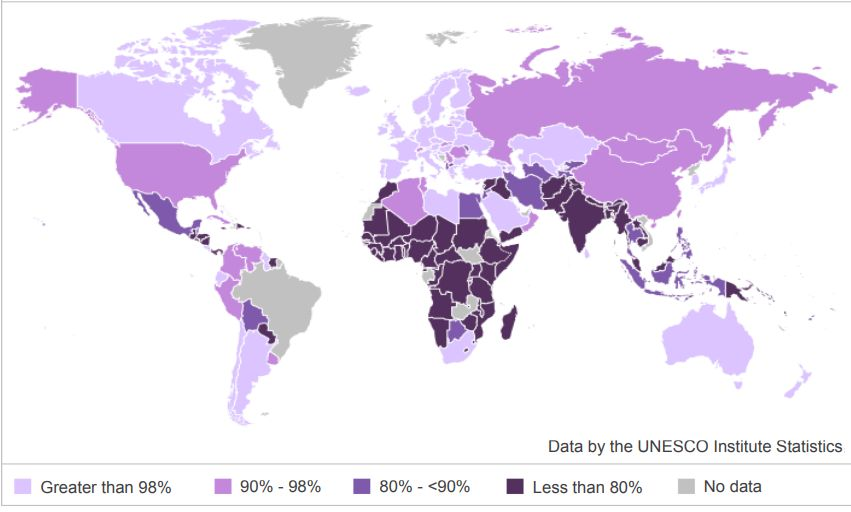 Data by the UNESCO Institute Statistics
Greater than 98% 90% - 98% 80% - <90% Less than 80% No data